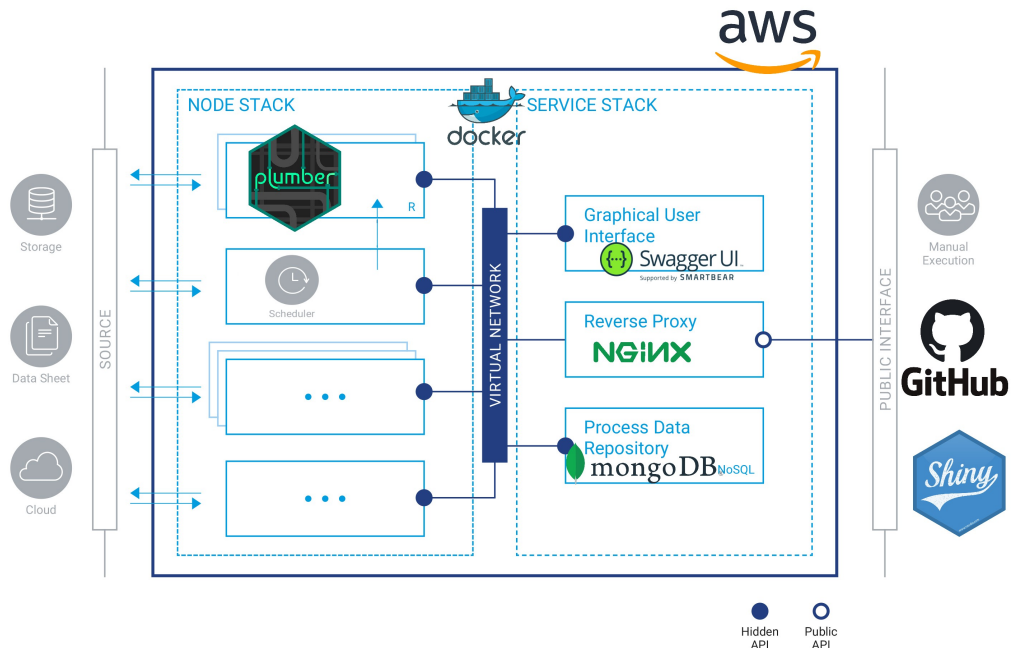 aws
NODE STACK
docker
SERVICE STACK
plumber
R
Scheduler
• • •
• • •
VIRTUAL NETWORK
Graphical User
Interface
{··} Swagger UI™
Supported by SMARTBEAR
Reverse Proxy
NGINX
Process Data
Repository
mongoDB
NoSQL
Storage
Data Sheet
Cloud
SOURCE
PUBLIC INTERFACE
Manual
Execution
GitHub
Shiny
Hidden
API
Public
API